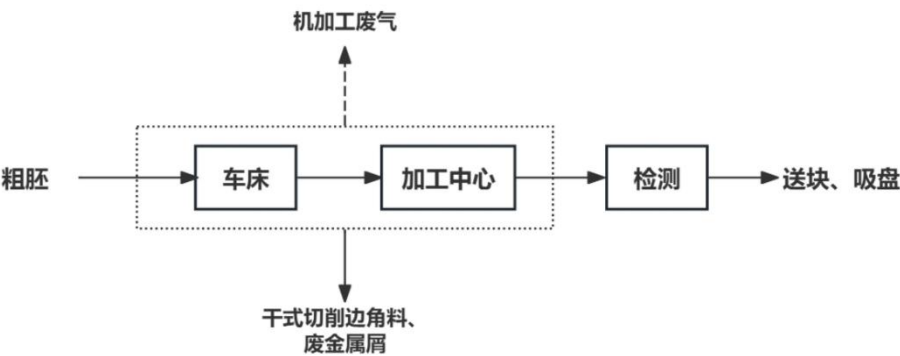 机加工废气
粗胚
车床
加工中心
检测
送块、吸盘
干式切削边角料、
废金属屑